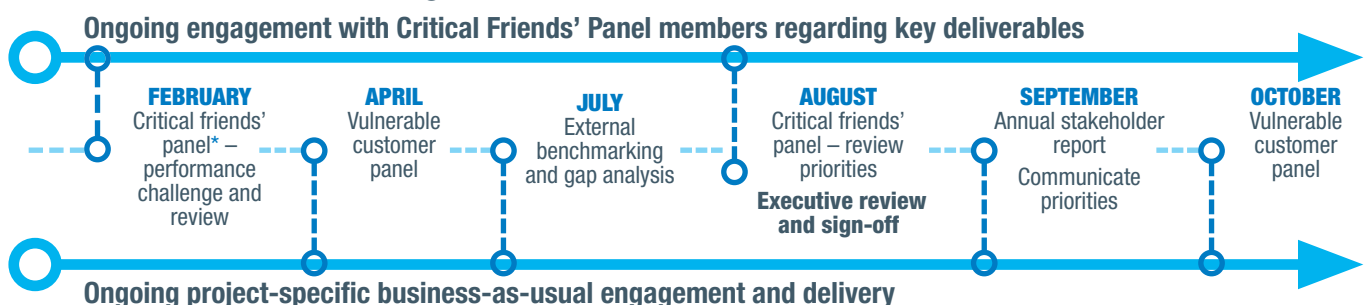 Ongoing engagement with Critical Friends’ Panel members regarding key deliverables
FEBRUARY
Critical friends’
panel* –
performance
challenge and
review
APRIL
Vulnerable
customer
panel
JULY
External
benchmarking
and gap analysis
AUGUST
Critical friends’
panel – review
priorities
Executive review
and sign-off
SEPTEMBER
Annual stakeholder
report
Communicate
priorities
OCTOBER
Vulnerable
customer
panel
Ongoing project-specific business-as-usual engagement and delivery